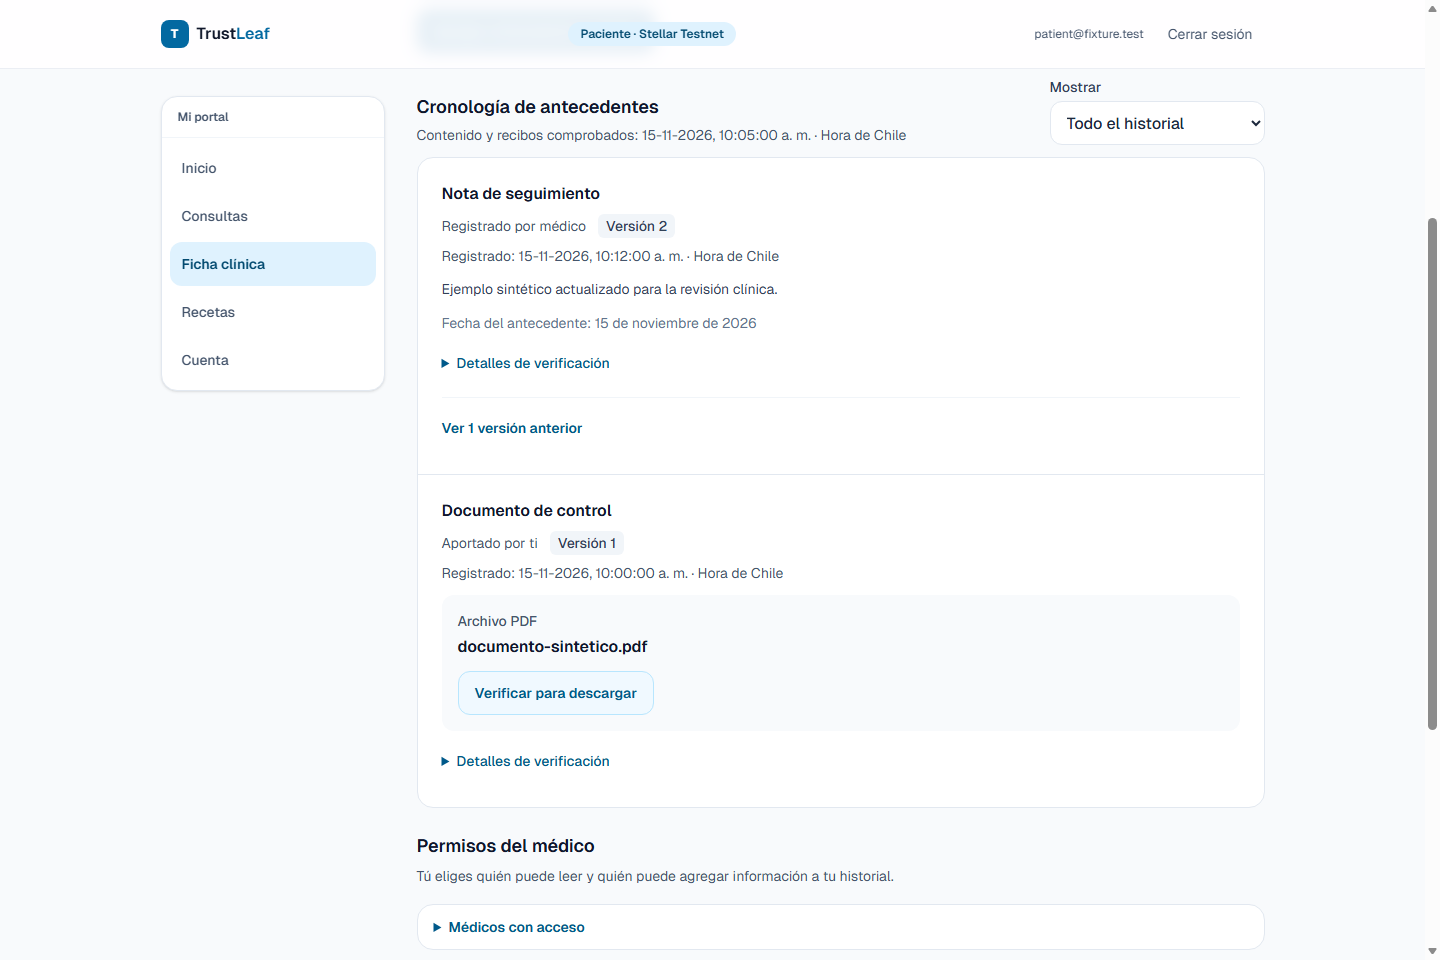 T TrustLeaf
Paciente · Stellar Testnet
patient@fixture.test
Cerrar sesión
Mi portal
Inicio
Consultas
Ficha clínica
Recetas
Cuenta
Cronología de antecedentes
Contenido y recibos comprobados: 15-11-2026, 10:05:00 a. m. · Hora de Chile
Mostrar
Todo el historial
Nota de seguimiento
Registrado por médico Versión 2
Registrado: 15-11-2026, 10:12:00 a. m. · Hora de Chile
Ejemplo sintético actualizado para la revisión clínica.
Fecha del antecedente: 15 de noviembre de 2026
Detalles de verificación
Ver 1 versión anterior
Documento de control
Aportado por ti Versión 1
Registrado: 15-11-2026, 10:00:00 a. m. · Hora de Chile
Archivo PDF
documento-sintetico.pdf
Verificar para descargar
Detalles de verificación
Permisos del médico
Tú eliges quién puede leer y quién puede agregar información a tu historial.
Médicos con acceso